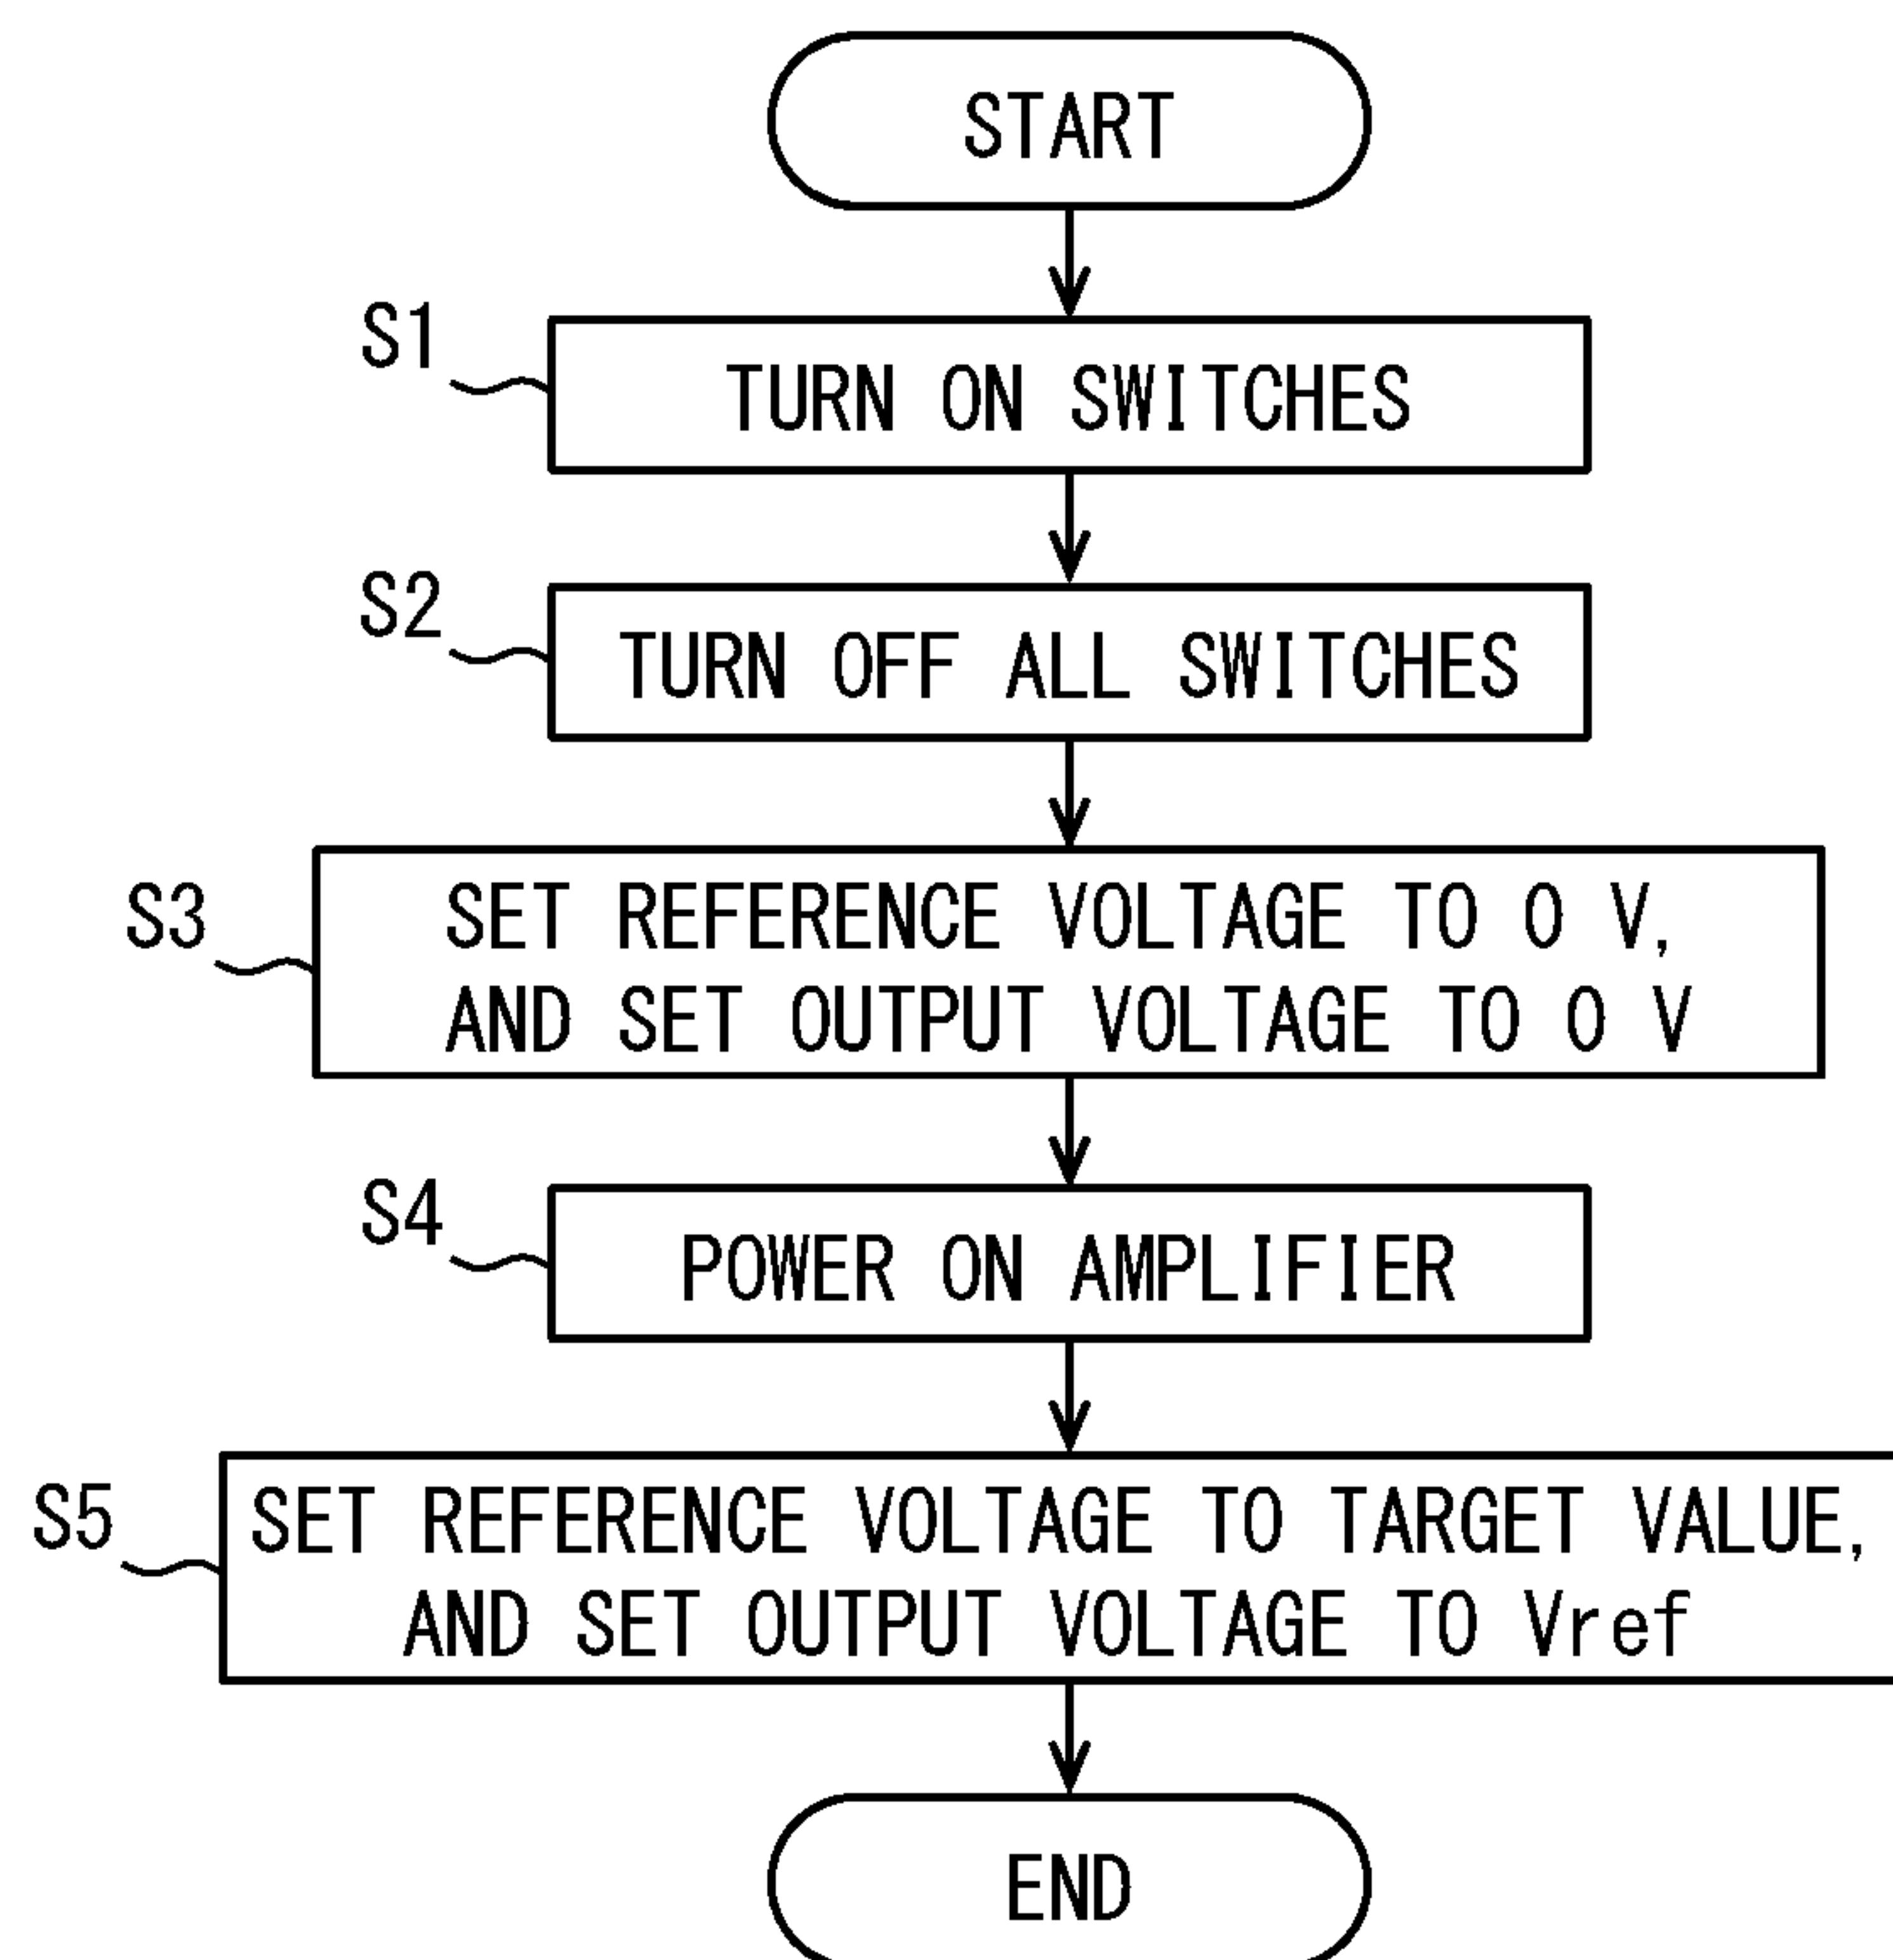 START
S1
TURN ON SWITCHES
S2
TURN OFF ALL SWITCHES
S3
SET REFERENCE VOLTAGE TO 0 V,
AND SET OUTPUT VOLTAGE TO 0 V
S4
POWER ON AMPLIFIER
S5
SET REFERENCE VOLTAGE TO TARGET VALUE,
AND SET OUTPUT VOLTAGE TO Vref
END